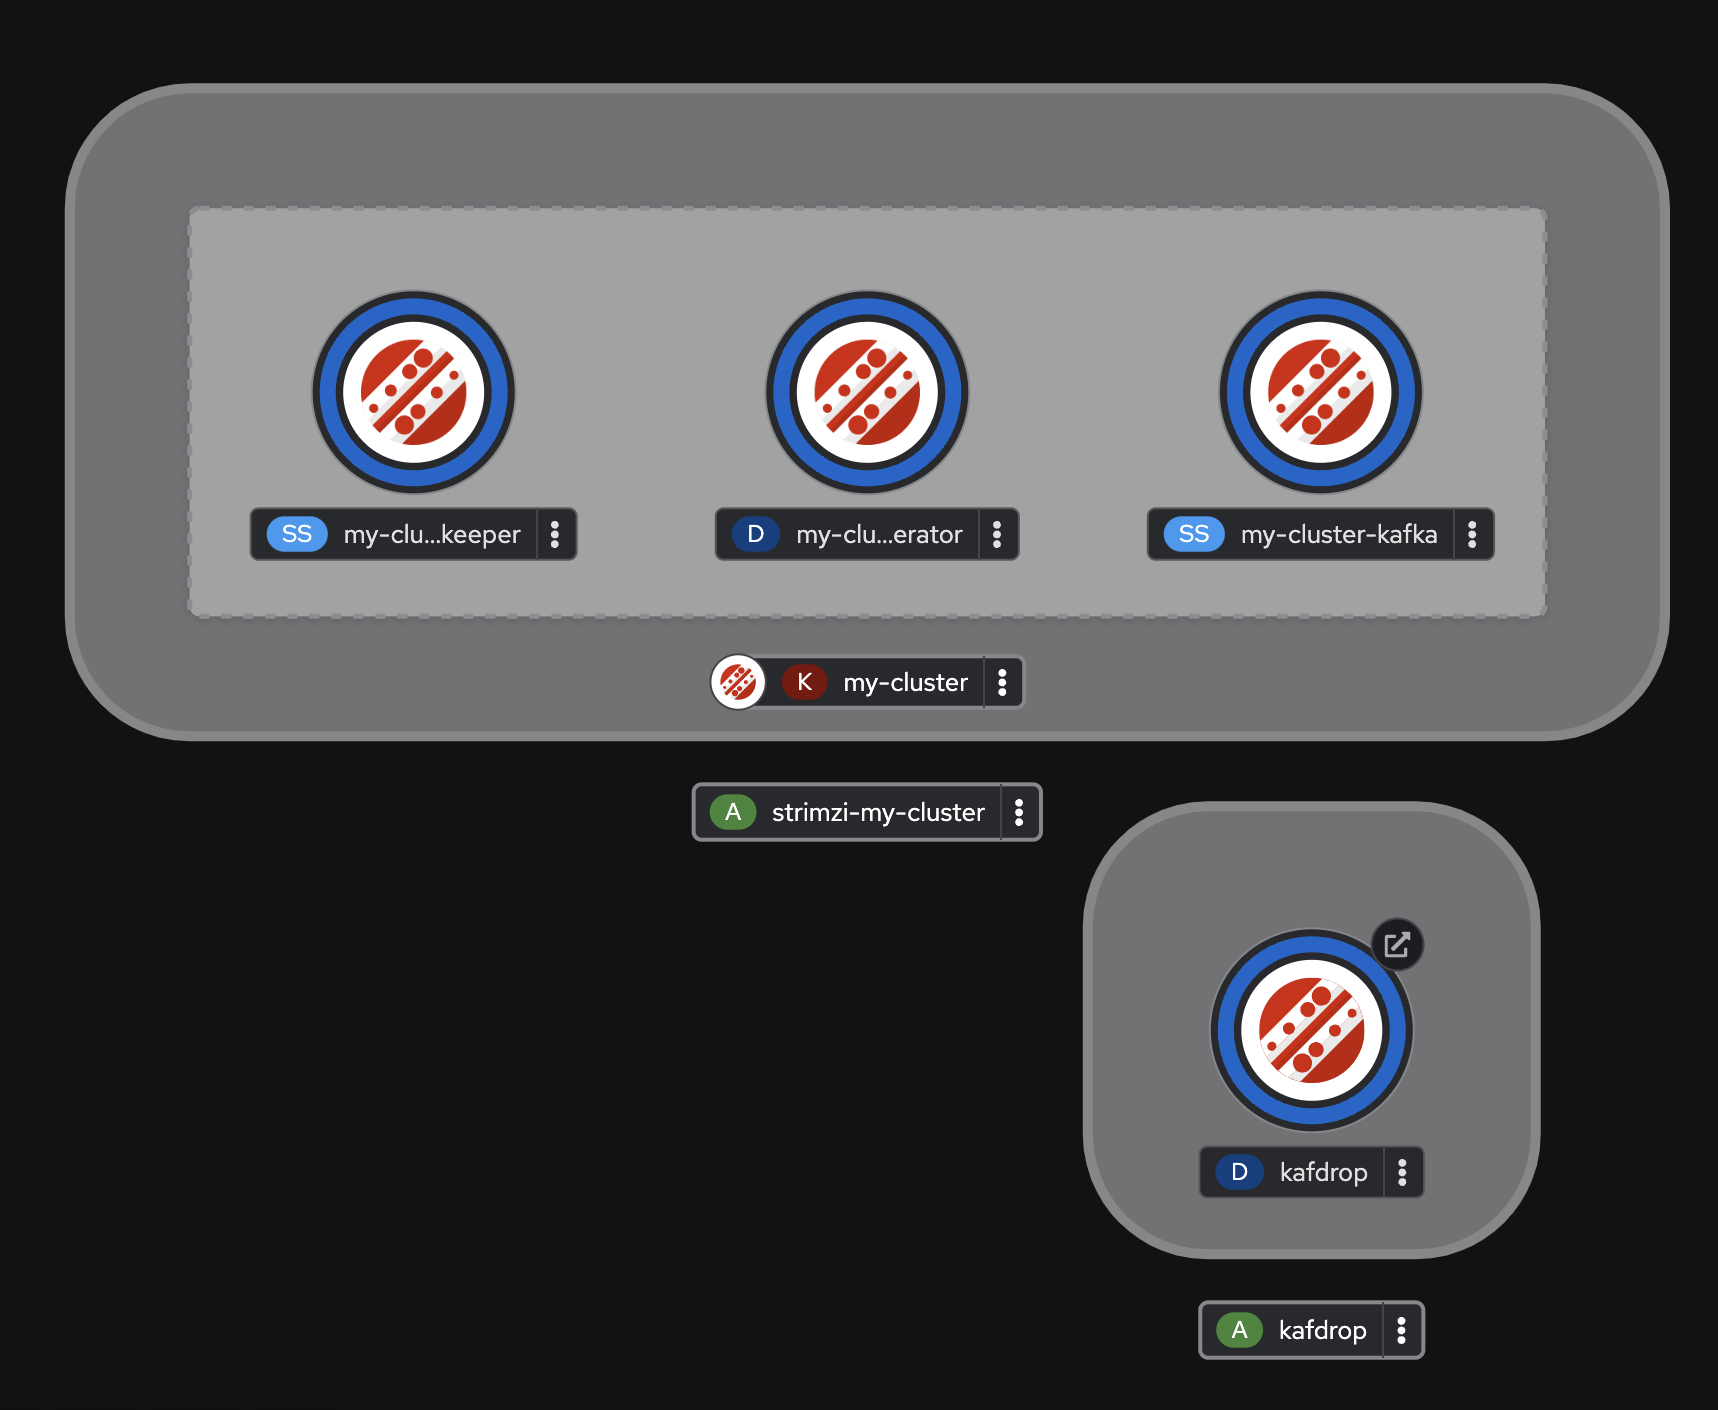 SS my-clu...keeper
D my-clu...erator
SS my-cluster-kafka
K my-cluster
A strimzi-my-cluster
D kafdrop
A kafdrop